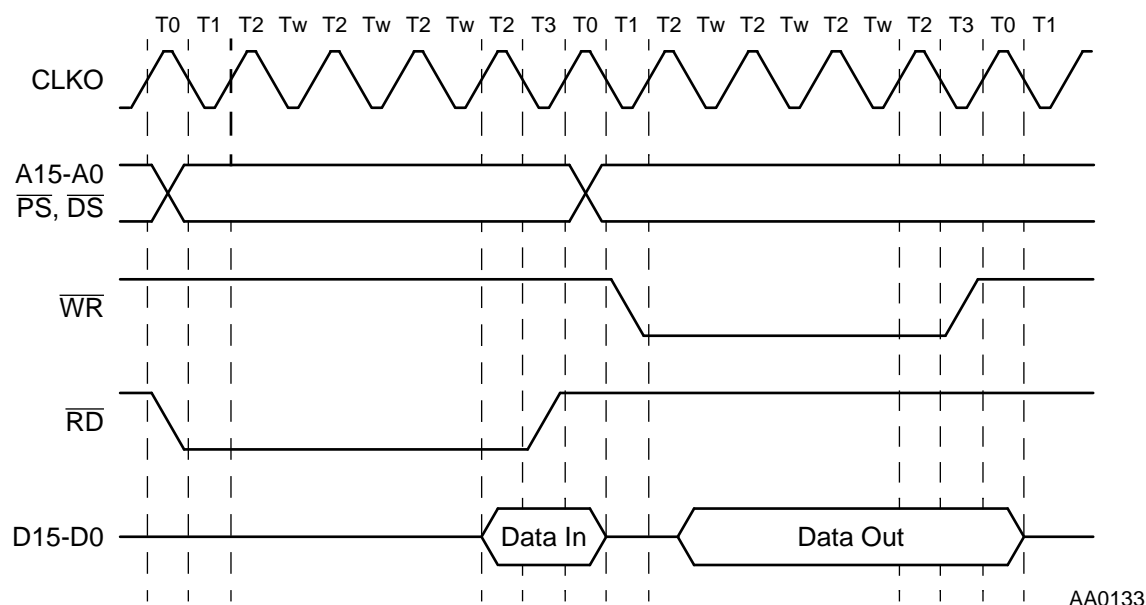 T0 T1 T2 Tw T2 Tw T2 Tw T2 T3 T0 T1 T2 Tw T2 Tw T2 Tw T2 T3 T0 T1
CLKO
A15-A0
PS, DS
WR
RD
D15-D0 Data In Data Out
AA0133